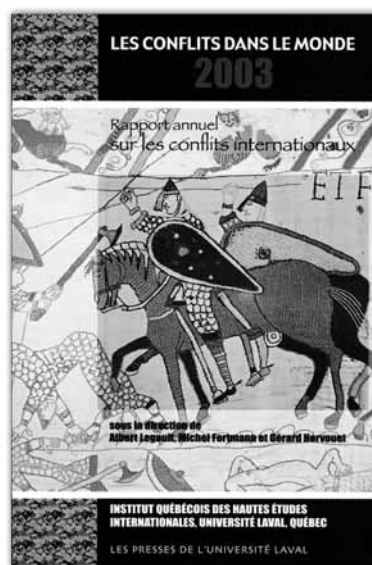 LES CONFLITS DANS LE MONDE
2003
Rapport annuel
sur les conflits internationaux
EIF
sous la direction de
Albert Legault, Michel Fortmann et Gérard Hervouet
INSTITUT QUÉBÉCOIS DES HAUTES ÉTUDES
INTERNATIONALES, UNIVERSITÉ LAVAL, QUÉBEC
LES PRESSES DE L'UNIVERSITÉ LAVAL